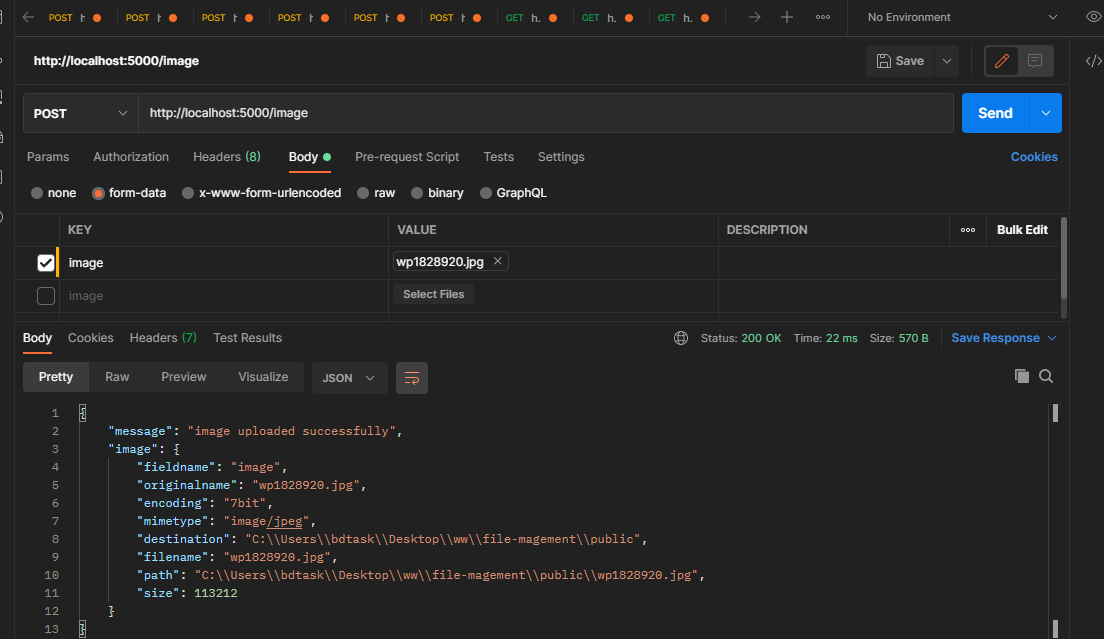 POST h POST h POST h POST h POST h POST h GET h. GET h. GET h. No Environment
http://localhost:5000/image Save
POST http://localhost:5000/image Send
Params Authorization Headers (8) Body Pre-request Script Tests Settings Cookies
none form-data x-www-form-urlencoded raw binary GraphQL
KEY VALUE DESCRIPTION Bulk Edit
image wp1828920.jpg
image Select Files
Body Cookies Headers (7) Test Results Status: 200 OK Time: 22 ms Size: 570 B Save Response
Pretty Raw Preview Visualize JSON
1 {
2 "message": "image uploaded successfully",
3 "image": {
4 "fieldname": "image",
5 "originalname": "wp1828920.jpg",
6 "encoding": "7bit",
7 "mimetype": "image/jpeg",
8 "destination": "C:\\Users\\bdtask\\Desktop\\ww\\file-magement\\public",
9 "filename": "wp1828920.jpg",
10 "path": "C:\\Users\\bdtask\\Desktop\\ww\\file-magement\\public\\wp1828920.jpg",
11 "size": 113212
12 }
13 }